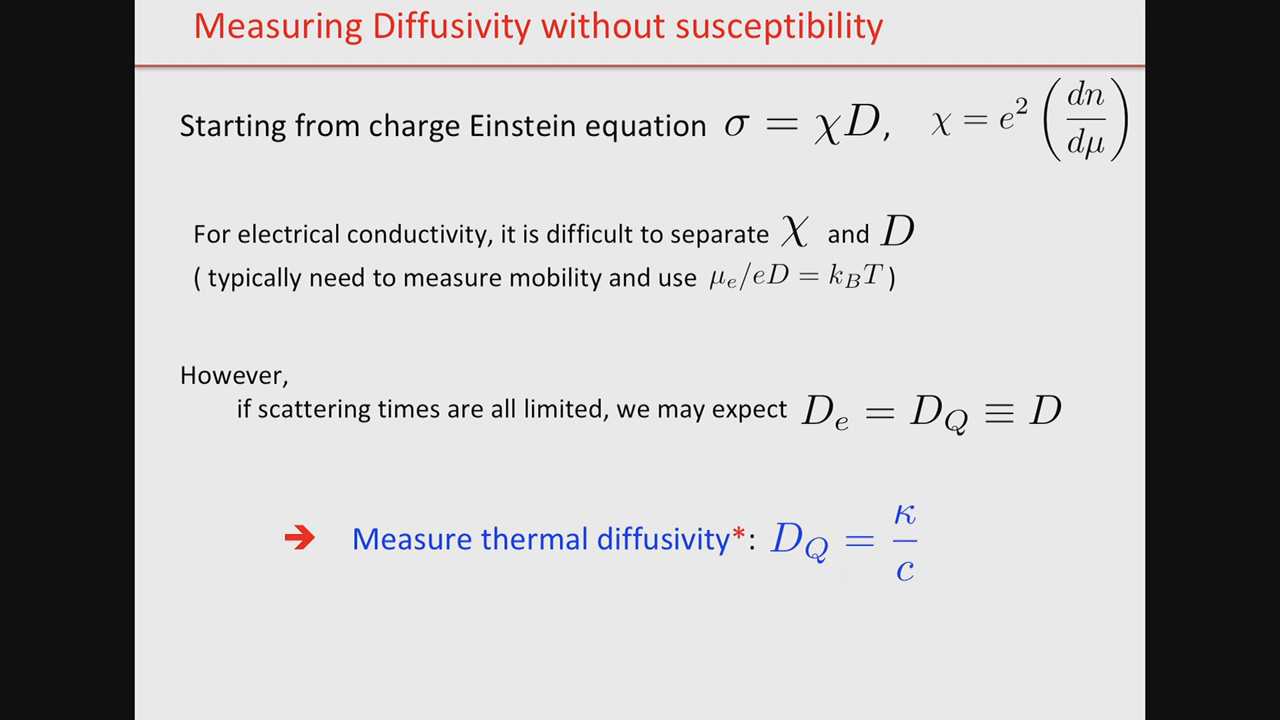 Measuring Diffusivity without susceptibility
Starting from charge Einstein equation σ = χD, χ = e² (dn/dμ)
For electrical conductivity, it is difficult to separate χ and D
( typically need to measure mobility and use μₑ/eD = k_BT )
However,
if scattering times are all limited, we may expect Dₑ = D_Q ≡ D
➔ Measure thermal diffusivity*: D_Q = κ/c